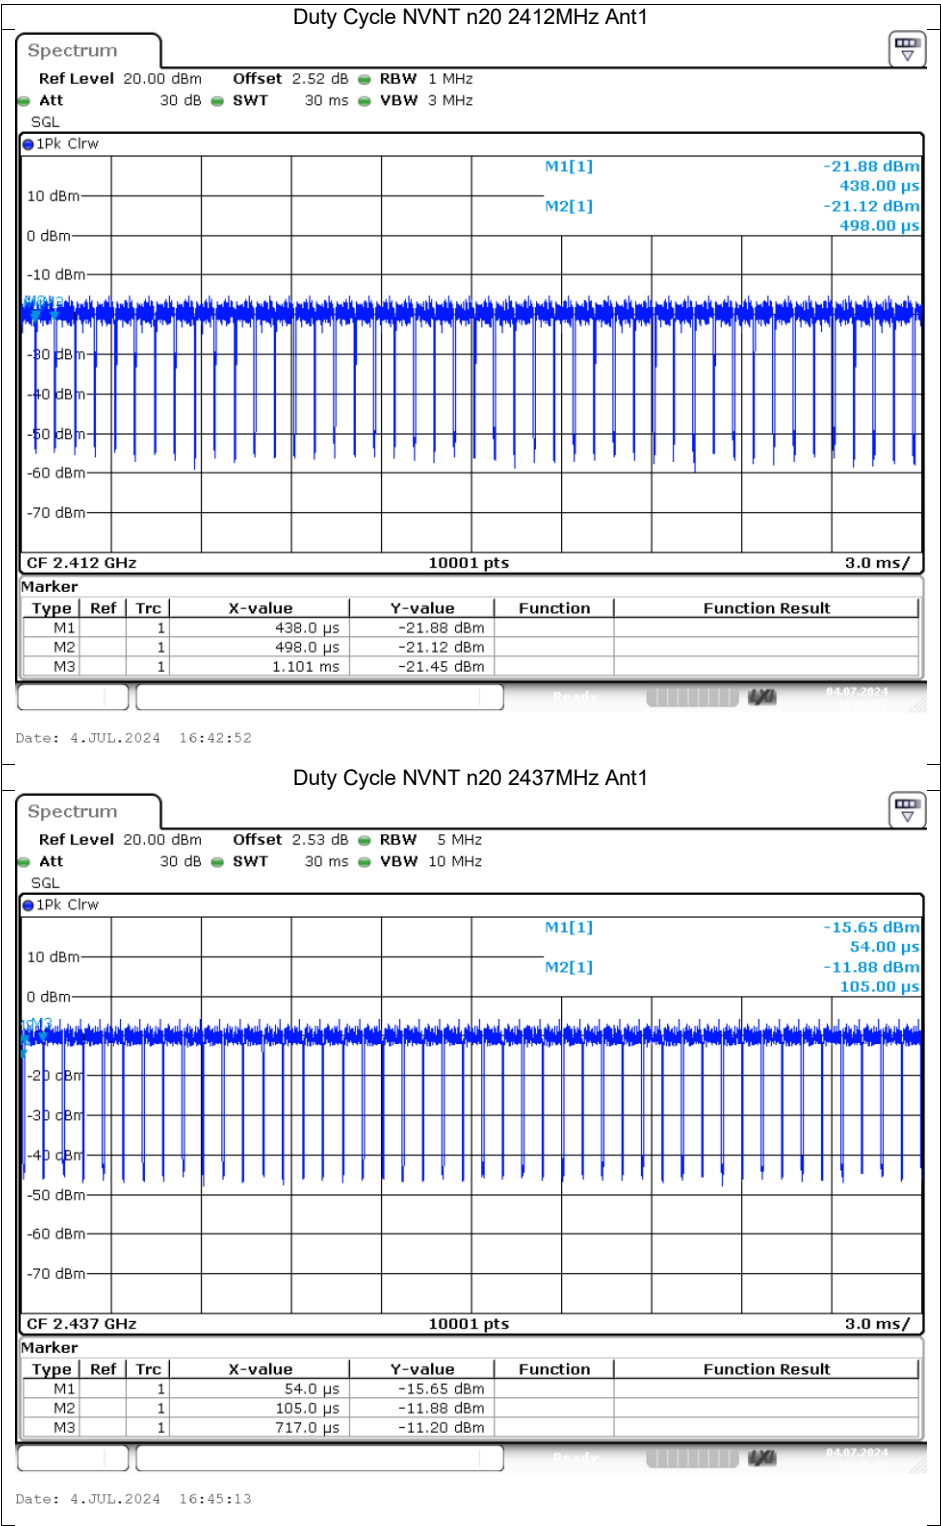 Duty Cycle NVNT n20 2412MHz Ant1
Spectrum
Ref Level 20.00 dBm Offset 2.52 dB RBW 1 MHz
Att 30 dB SWT 30 ms VBW 3 MHz
SGL
1Pk Clrw
M1[1] -21.88 dBm
438.00 µs
10 dBm
M2[1] -21.12 dBm
498.00 µs
0 dBm
-10 dBm
-30 dBm
-40 dBm
-50 dBm
-60 dBm
-70 dBm
CF 2.412 GHz 10001 pts 3.0 ms/
Marker
Type Ref Trc X-value Y-value Function Function Result
M1 1 438.0 µs -21.88 dBm
M2 1 498.0 µs -21.12 dBm
M3 1 1.101 ms -21.45 dBm
Ready LXI 04.07.2024
Date: 4.JUL.2024 16:42:52
Duty Cycle NVNT n20 2437MHz Ant1
Spectrum
Ref Level 20.00 dBm Offset 2.53 dB RBW 5 MHz
Att 30 dB SWT 30 ms VBW 10 MHz
SGL
1Pk Clrw
M1[1] -15.65 dBm
54.00 µs
10 dBm
M2[1] -11.88 dBm
105.00 µs
0 dBm
M3
-20 dBm
-30 dBm
-40 dBm
-50 dBm
-60 dBm
-70 dBm
CF 2.437 GHz 10001 pts 3.0 ms/
Marker
Type Ref Trc X-value Y-value Function Function Result
M1 1 54.0 µs -15.65 dBm
M2 1 105.0 µs -11.88 dBm
M3 1 717.0 µs -11.20 dBm
Ready LXI 04.07.2024
Date: 4.JUL.2024 16:45:13